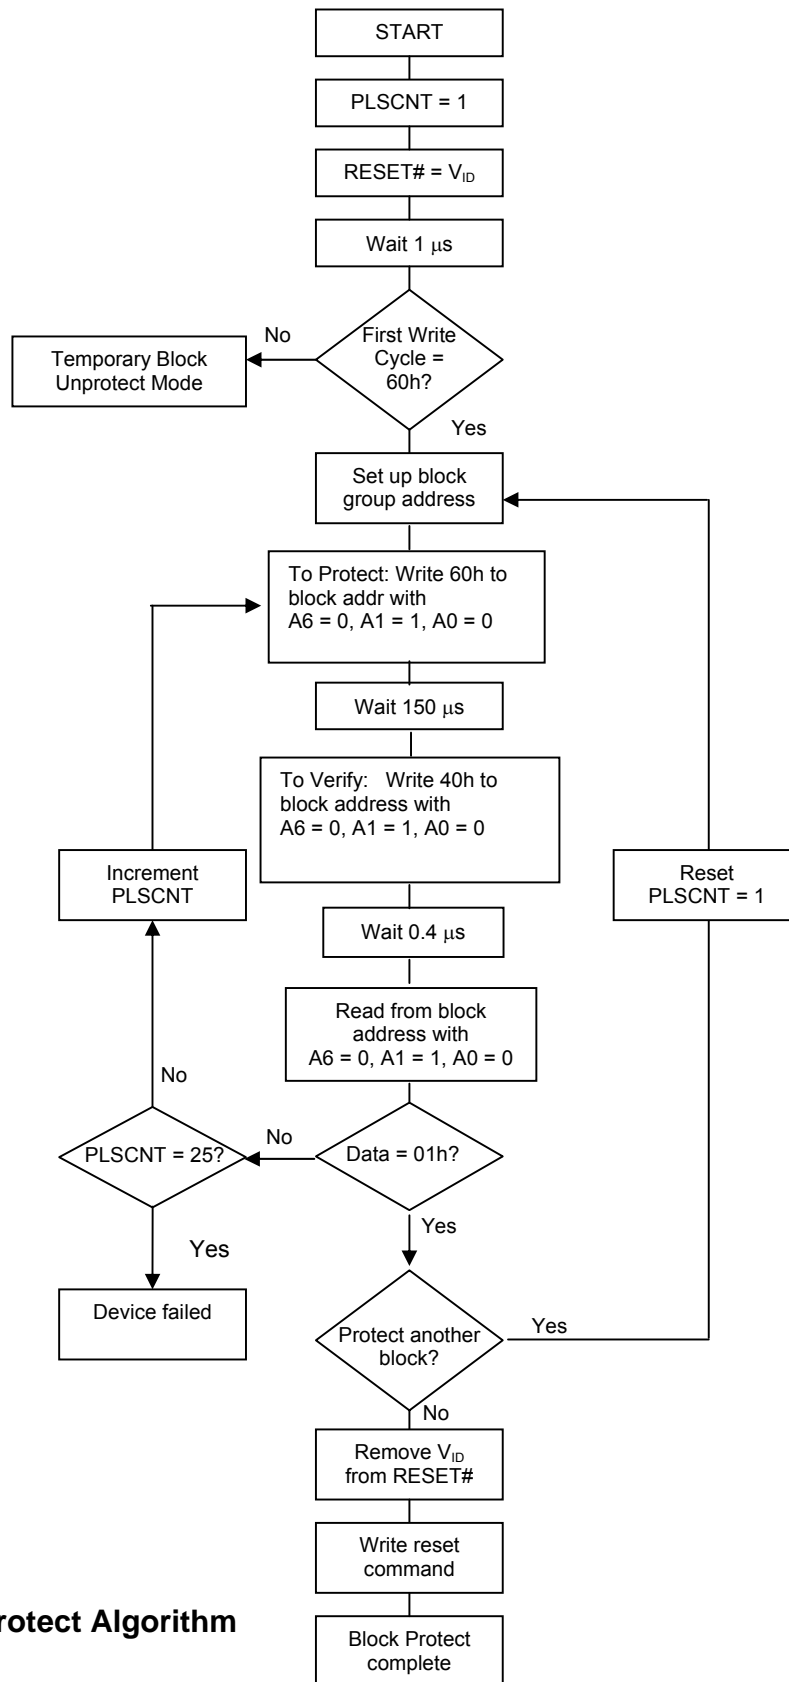 START
PLSCNT = 1
RESET# = VID
Wait 1 μs
First Write
Cycle =
60h?
No
Temporary Block
Unprotect Mode
Yes
Set up block
group address
To Protect: Write 60h to
block addr with
A6 = 0, A1 = 1, A0 = 0
Wait 150 μs
To Verify: Write 40h to
block address with
A6 = 0, A1 = 1, A0 = 0
Increment
PLSCNT
Reset
PLSCNT = 1
Wait 0.4 μs
Read from block
address with
A6 = 0, A1 = 1, A0 = 0
No
PLSCNT = 25?
No
Data = 01h?
Yes
Yes
Device failed
Protect another
block?
Yes
No
Remove VID
from RESET#
Write reset
command
rotect Algorithm
Block Protect
complete